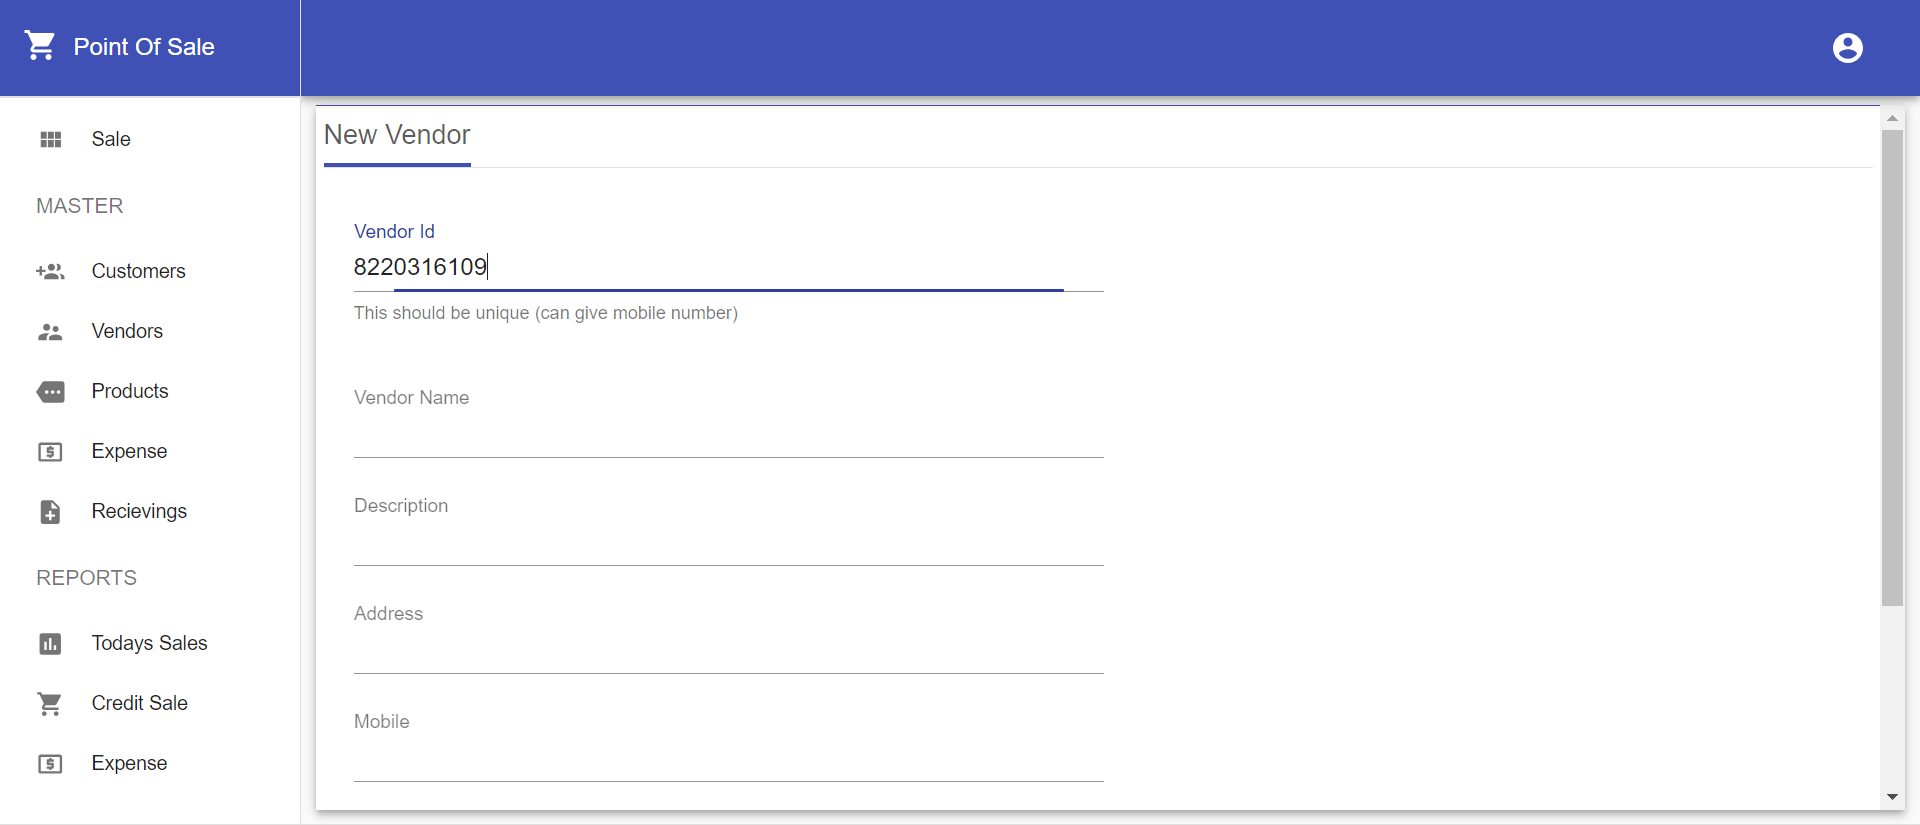 Point Of Sale
Sale
MASTER
Customers
Vendors
Products
Expense
Recievings
REPORTS
Todays Sales
Credit Sale
Expense
New Vendor
Vendor Id
8220316109
This should be unique (can give mobile number)
Vendor Name
Description
Address
Mobile